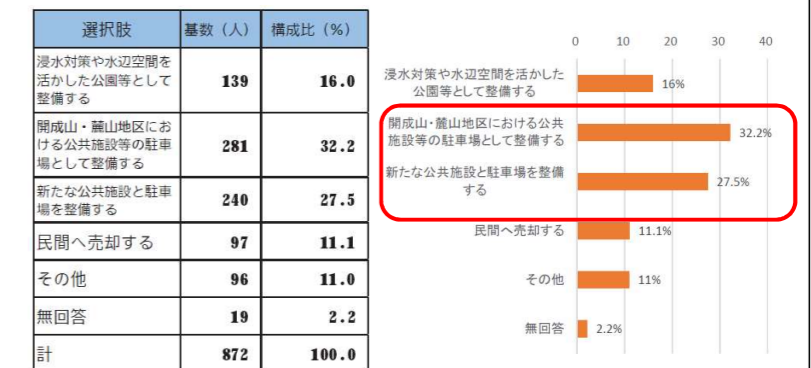 選択肢 基数（人） 構成比（%）
浸水対策や水辺空間を
活かした公園等として
整備する
139 16.0
開成山・麓山地区にお
ける公共施設等の駐車
場として整備する
281 32.2
新たな公共施設と駐車
場を整備する
240 27.5
民間へ売却する 97 11.1
その他 96 11.0
無回答 19 2.2
計 872 100.0
0 10 20 30 40
浸水対策や水辺空間を活かした
公園等として整備する
16%
開成山・麓山地区における公共
施設等の駐車場として整備する
32.2%
新たな公共施設と駐車場を整備
する
27.5%
民間へ売却する 11.1%
その他 11%
無回答 2.2%